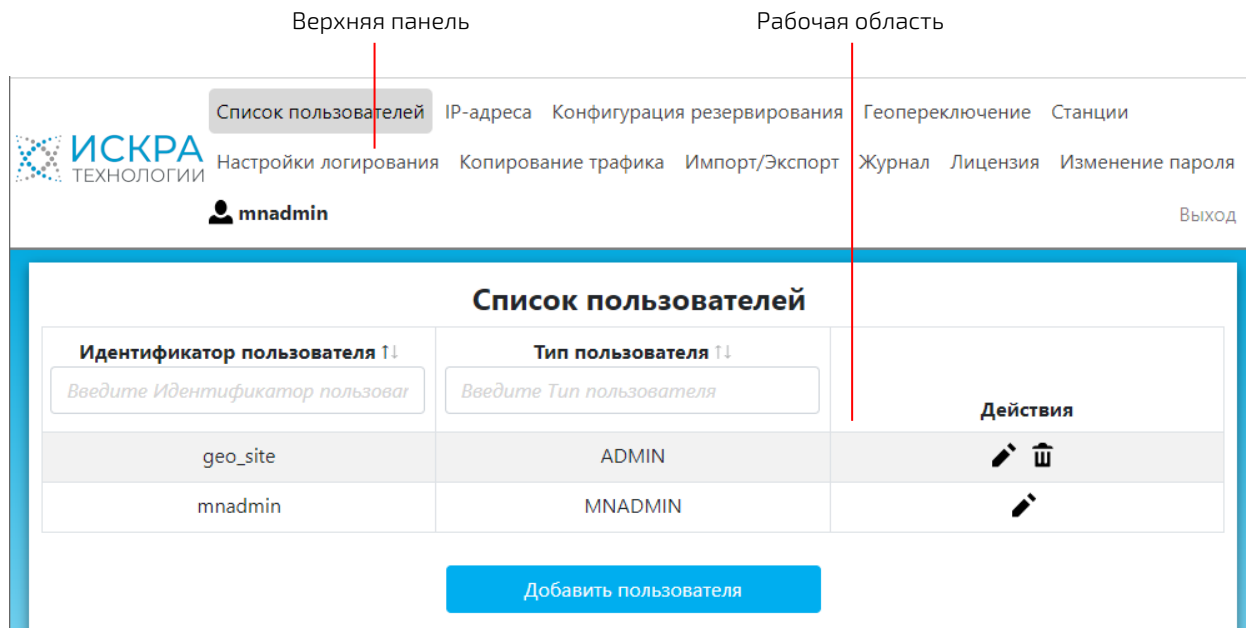 Верхняя панель Рабочая область
Список пользователей IP-адреса Конфигурация резервирования Геопереключение Станции
ИСКРА
ТЕХНОЛОГИИ
Настройки логирования Копирование трафика Импорт/Экспорт Журнал Лицензия Изменение пароля
mnadmin Выход
Список пользователей
Идентификатор пользователя ↑↓ Тип пользователя ↑↓
Введите Идентификатор пользоват Введите Тип пользователя
Действия
geo_site ADMIN
mnadmin MNADMIN
Добавить пользователя